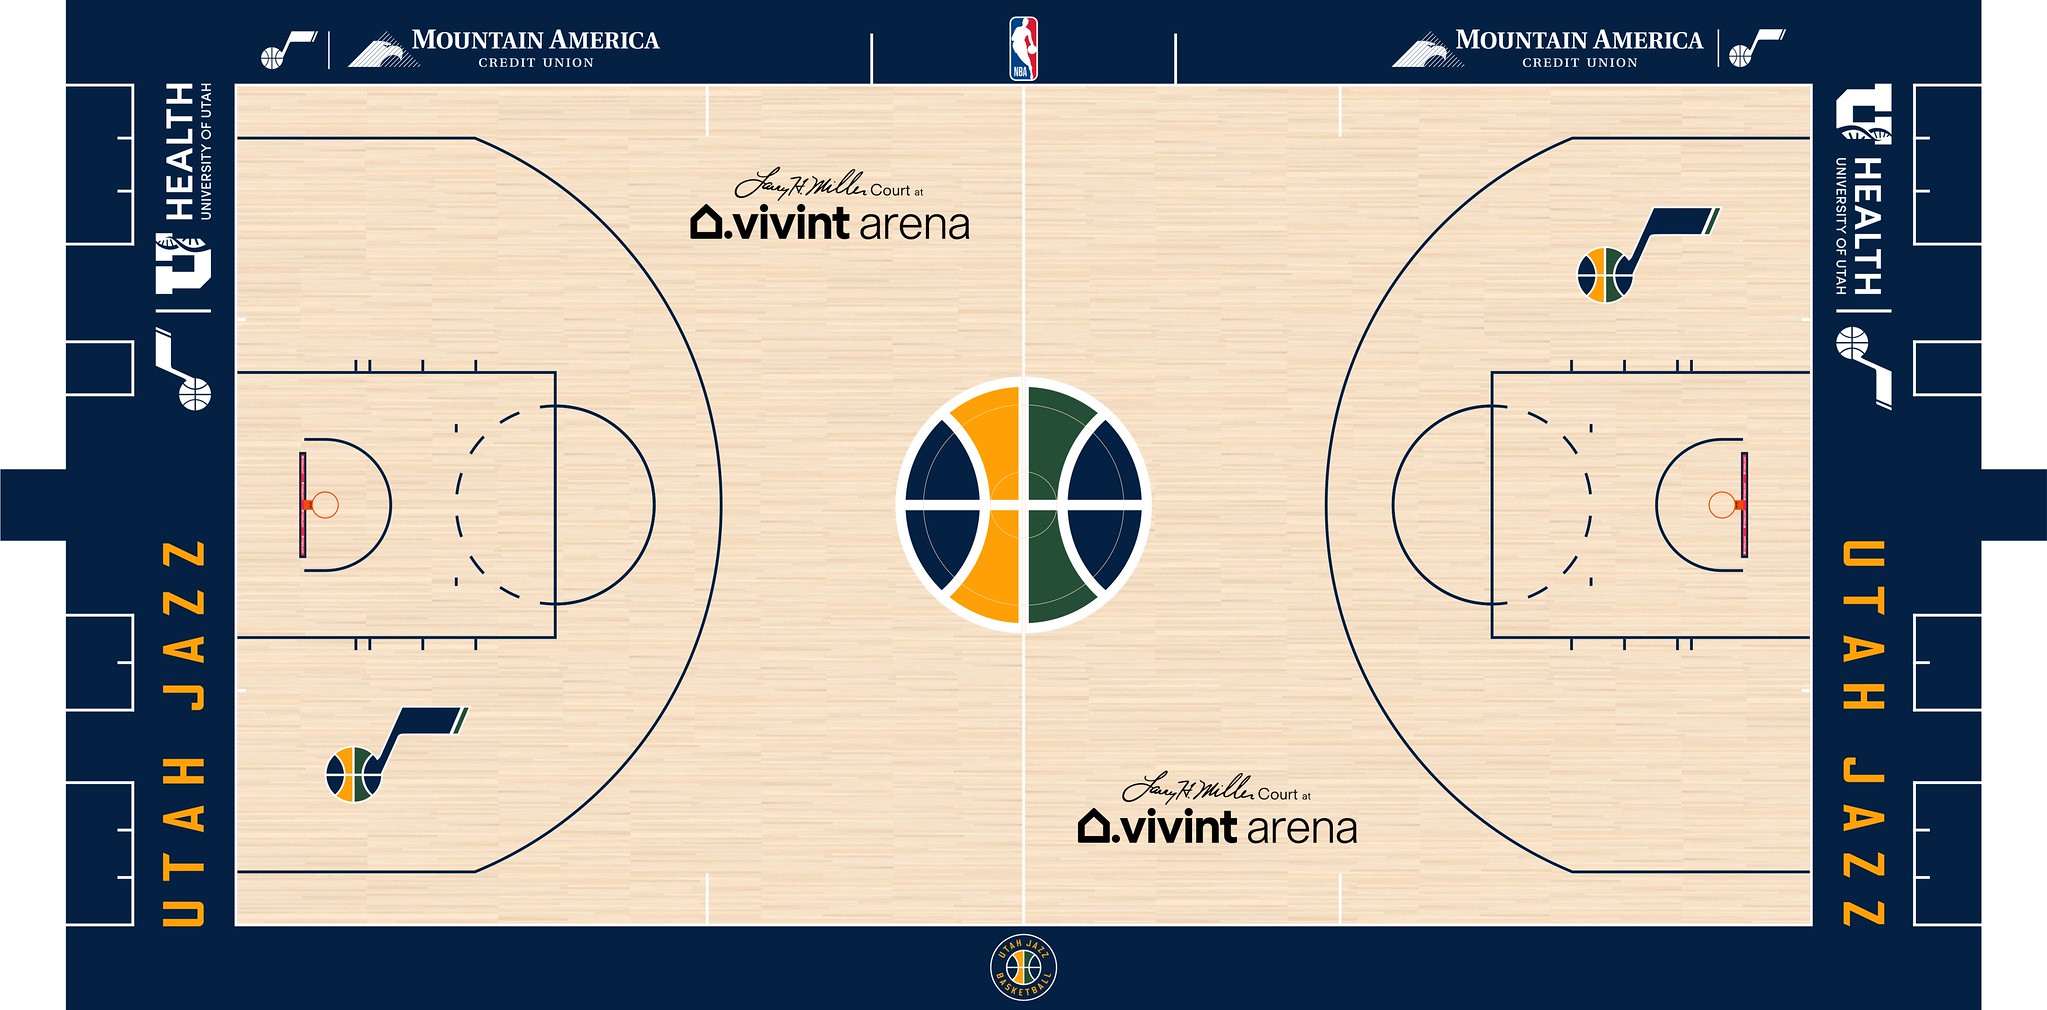 MOUNTAIN AMERICA
CREDIT UNION
NBA
MOUNTAIN AMERICA
CREDIT UNION
U HEALTH
UNIVERSITY OF UTAH
U HEALTH
UNIVERSITY OF UTAH
Larry H. Miller Court at
vivint arena
UTAH JAZZ
UTAH JAZZ
Larry H. Miller Court at
vivint arena
UTAH JAZZ
BASKETBALL